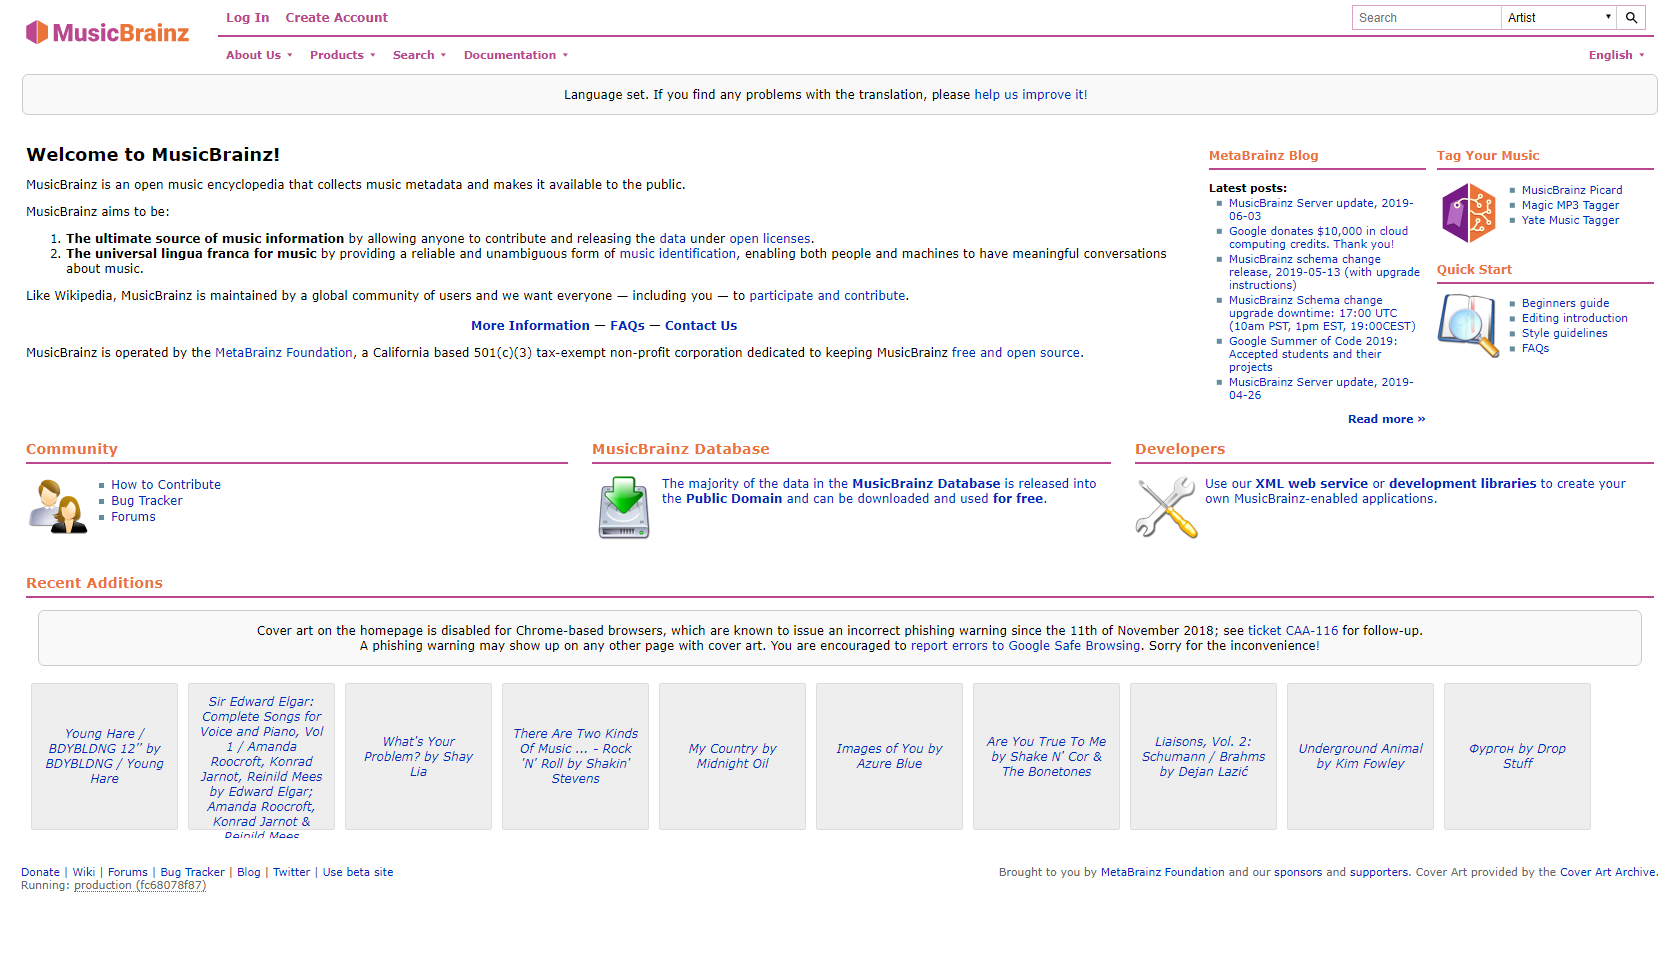 MusicBrainz
Log In Create Account
Search Artist
About Us Products Search Documentation
English
Language set. If you find any problems with the translation, please help us improve it!
Welcome to MusicBrainz!
MusicBrainz is an open music encyclopedia that collects music metadata and makes it available to the public.
MusicBrainz aims to be:
1. The ultimate source of music information by allowing anyone to contribute and releasing the data under open licenses.
2. The universal lingua franca for music by providing a reliable and unambiguous form of music identification, enabling both people and machines to have meaningful conversations
about music.
Like Wikipedia, MusicBrainz is maintained by a global community of users and we want everyone — including you — to participate and contribute.
More Information — FAQs — Contact Us
MusicBrainz is operated by the MetaBrainz Foundation, a California based 501(c)(3) tax-exempt non-profit corporation dedicated to keeping MusicBrainz free and open source.
MetaBrainz Blog
Latest posts:
MusicBrainz Server update, 2019-
06-03
Google donates $10,000 in cloud
computing credits. Thank you!
MusicBrainz schema change
release, 2019-05-13 (with upgrade
instructions)
MusicBrainz Schema change
upgrade downtime: 17:00 UTC
(10am PST, 1pm EST, 19:00CEST)
Google Summer of Code 2019:
Accepted students and their
projects
MusicBrainz Server update, 2019-
04-26
Read more »
Tag Your Music
MusicBrainz Picard
Magic MP3 Tagger
Yate Music Tagger
Quick Start
Beginners guide
Editing introduction
Style guidelines
FAQs
Community
How to Contribute
Bug Tracker
Forums
MusicBrainz Database
The majority of the data in the MusicBrainz Database is released into
the Public Domain and can be downloaded and used for free.
Developers
Use our XML web service or development libraries to create your
own MusicBrainz-enabled applications.
Recent Additions
Cover art on the homepage is disabled for Chrome-based browsers, which are known to issue an incorrect phishing warning since the 11th of November 2018; see ticket CAA-116 for follow-up.
A phishing warning may show up on any other page with cover art. You are encouraged to report errors to Google Safe Browsing. Sorry for the inconvenience!
Young Hare /
BDYBLDNG 12" by
BDYBLDNG / Young
Hare
Sir Edward Elgar:
Complete Songs for
Voice and Piano, Vol
1 / Amanda
Roocroft, Konrad
Jarnot, Reinild Mees
by Edward Elgar;
Amanda Roocroft,
Konrad Jarnot &
Reinild Mees
What's Your
Problem? by Shay
Lia
There Are Two Kinds
Of Music ... - Rock
'N' Roll by Shakin'
Stevens
My Country by
Midnight Oil
Images of You by
Azure Blue
Are You True To Me
by Shake N' Cor &
The Bonetones
Liaisons, Vol. 2:
Schumann / Brahms
by Dejan Lazić
Underground Animal
by Kim Fowley
Фургон by Drop
Stuff
Donate | Wiki | Forums | Bug Tracker | Blog | Twitter | Use beta site
Running: production (fc68078f87)
Brought to you by MetaBrainz Foundation and our sponsors and supporters. Cover Art provided by the Cover Art Archive.